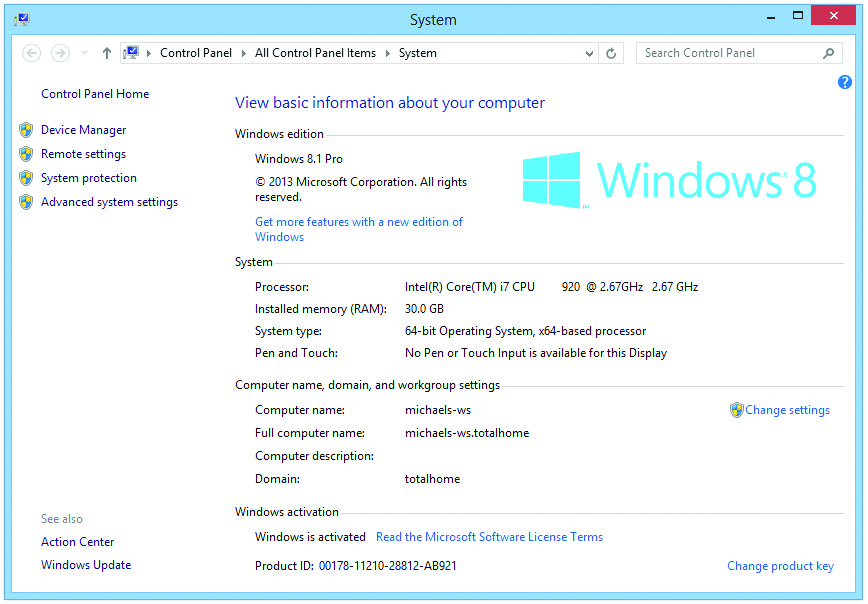 System
Control Panel
All Control Panel Items
System
Search Control Panel
?
Control Panel Home
Device Manager
Remote settings
System protection
Advanced system settings
See also
Action Center
Windows Update
View basic information about your computer
Windows edition
Windows 8.1 Pro
© 2013 Microsoft Corporation. All rights
reserved.
Get more features with a new edition of
Windows
Windows® 8
™
System
Processor: Intel(R) Core(TM) i7 CPU 920 @ 2.67GHz 2.67 GHz
Installed memory (RAM): 30.0 GB
System type: 64-bit Operating System, x64-based processor
Pen and Touch: No Pen or Touch Input is available for this Display
Computer name, domain, and workgroup settings
Computer name: michaels-ws Change settings
Full computer name: michaels-ws.totalhome
Computer description:
Domain: totalhome
Windows activation
Windows is activated Read the Microsoft Software License Terms
Product ID: 00178-11210-28812-AB921 Change product key